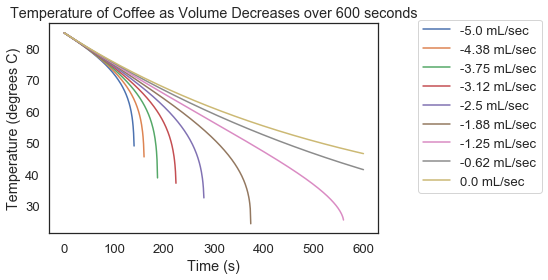 Temperature of Coffee as Volume Decreases over 600 seconds
Temperature (degrees C)
80
70
60
50
40
30
0
100
200
300
400
500
600
Time (s)
-5.0 mL/sec
-4.38 mL/sec
-3.75 mL/sec
-3.12 mL/sec
-2.5 mL/sec
-1.88 mL/sec
-1.25 mL/sec
-0.62 mL/sec
0.0 mL/sec